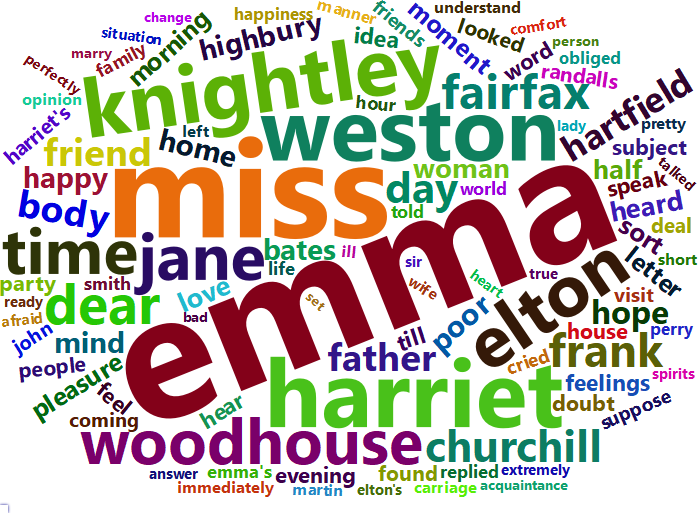 change
happiness
manner
friends
understand
situation
morning
highbury
idea
moment
looked
comfort
person
marry
family
word
obliged
perfectly
knightley
hour
fairfax
randalls
opinion
harriet's
left
home
weston
lady
hartfield
pretty
friend
miss
woman
half
subject
talked
happy
day
world
speak
heard
body
told
sort
deal
time
jane
bates
ill
sir
emma
letter
short
party
smith
life
love
wife
heart
true
elton
visit
hope
ready
dear
bad
set
poor
house
perry
afraid
john
mind
till
father
cried
frank
people
feelings
spirits
pleasure
feel
harriet
doubt
suppose
coming
hear
woodhouse
churchill
answer
emma's
evening
found
replied
extremely
immediately
martin
elton's
carriage
acquaintance